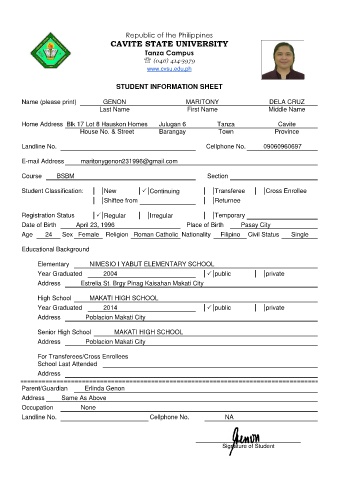 Republic of the Philippines
CAVITE STATE UNIVERSITY
Tanza Campus
☏ (046) 414-3979
www.cvsu.edu.ph
STUDENT INFORMATION SHEET
Name (please print) GENON MARITONY DELA CRUZ
Last Name First Name Middle Name
Home Address Blk 17 Lot 8 Hauskon Homes Julugan 6 Tanza Cavite
House No. & Street Barangay Town Province
Landline No. Cellphone No. 09060960697
E-mail Address maritonygenon231996@gmail.com
Course BSBM Section
Student Classification: New ✓ Continuing Transferee Cross Enrollee
Shiftee from Returnee
Registration Status ✓ Regular Irregular Temporary
Date of Birth April 23, 1996 Place of Birth Pasay City
Age 24 Sex Female Religion Roman Catholic Nationality Filipino Civil Status Single
Educational Background
Elementary NIMESIO I YABUT ELEMENTARY SCHOOL
Year Graduated 2004 ✓ public private
Address Estrella St. Brgy Pinag Kaisahan Makati City
High School MAKATI HIGH SCHOOL
Year Graduated 2014 ✓ public private
Address Poblacion Makati City
Senior High School MAKATI HIGH SCHOOL
Address Poblacion Makati City
For Transferees/Cross Enrollees
School Last Attended
Address
Parent/Guardian Erlinda Genon
Address Same As Above
Occupation None
Landline No. Cellphone No. NA
Genon
Signature of Student